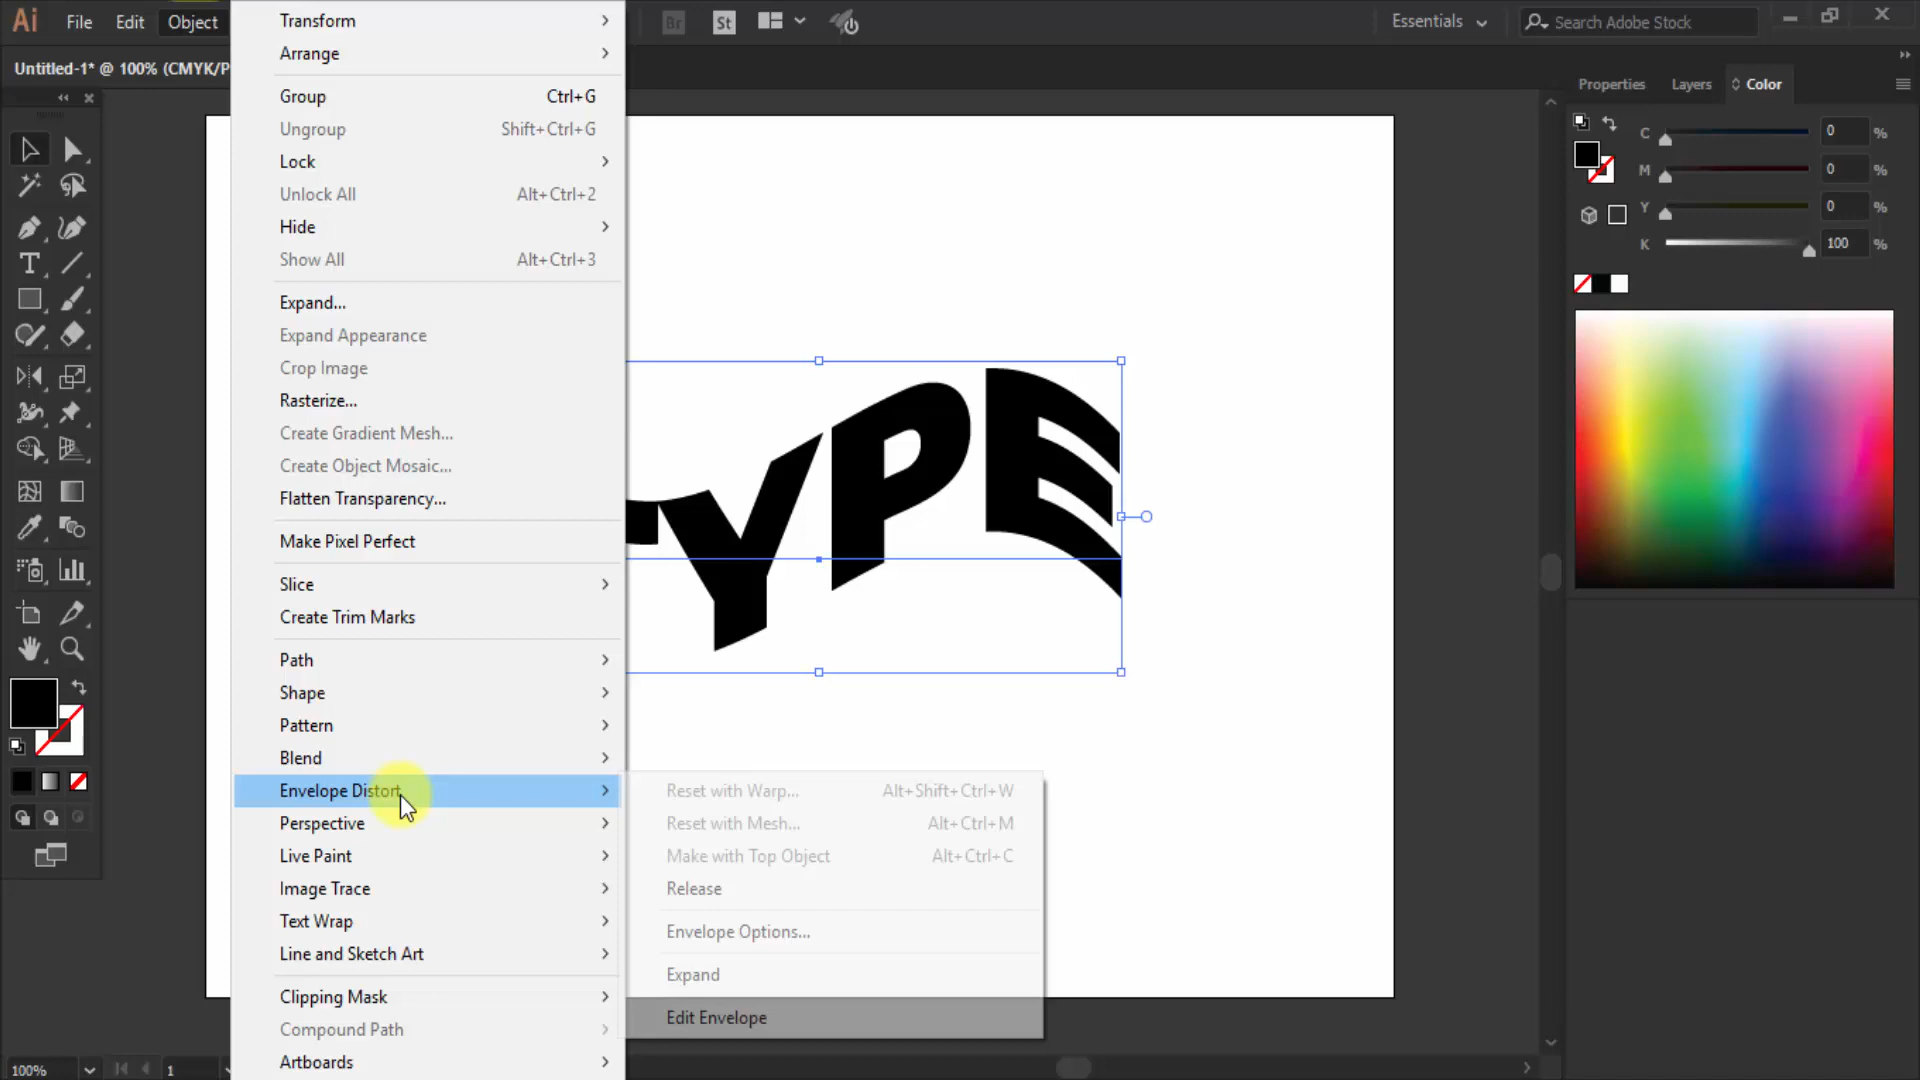 Ai File Edit Object Br St Essentials Search Adobe Stock
Untitled-1* @ 100% (CMYK/P
Properties Layers Color
C 0 %
M 0 %
Y 0 %
K 100 %
Transform
Arrange
Group Ctrl+G
Ungroup Shift+Ctrl+G
Lock
Unlock All Alt+Ctrl+2
Hide
Show All Alt+Ctrl+3
Expand...
Expand Appearance
Crop Image
Rasterize...
Create Gradient Mesh...
Create Object Mosaic...
Flatten Transparency...
Make Pixel Perfect
Slice
Create Trim Marks
Path
Shape
Pattern
Blend
Envelope Distort
Perspective
Live Paint
Image Trace
Text Wrap
Line and Sketch Art
Clipping Mask
Compound Path
Artboards
Reset with Warp... Alt+Shift+Ctrl+W
Reset with Mesh... Alt+Ctrl+M
Make with Top Object Alt+Ctrl+C
Release
Envelope Options...
Expand
Edit Envelope
YPE
100% 1